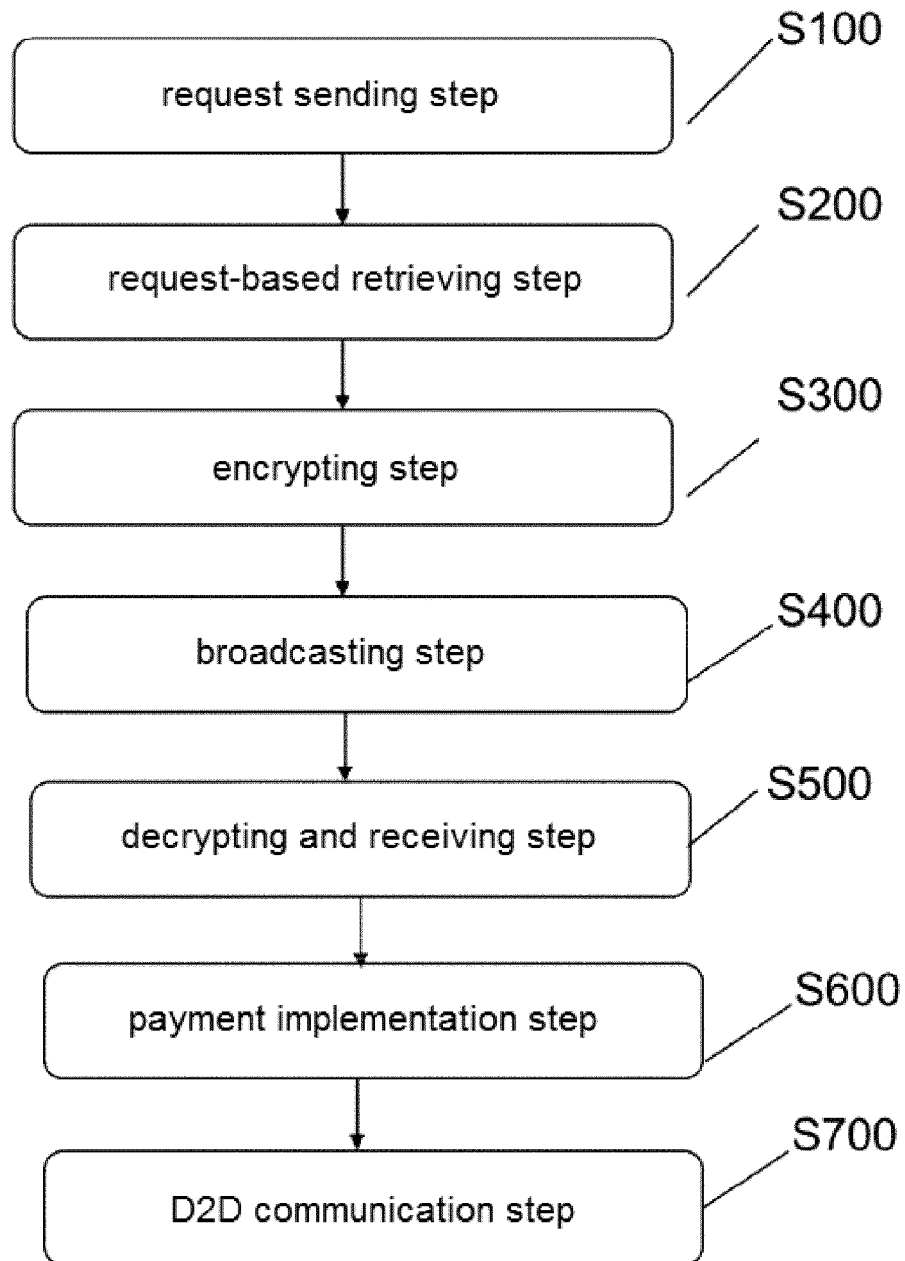 S100
request sending step
S200
request-based retrieving step
S300
encrypting step
S400
broadcasting step
S500
decrypting and receiving step
S600
payment implementation step
S700
D2D communication step